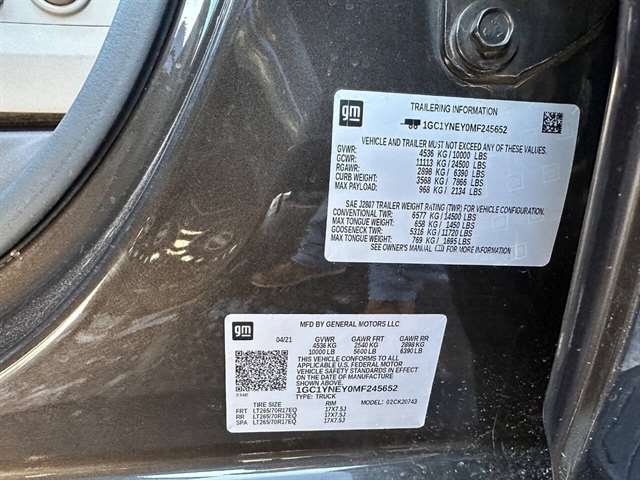 gm
TRAILERING INFORMATION
1GC1YNEY0MF245652
VEHICLE AND TRAILER MUST NOT EXCEED ANY OF THESE VALUES.
GVWR: 4536 KG/10000 LBS
GCWR: 11113 KG/24500 LBS
RGAWR: 2898 KG/ 6390 LBS
CURB WEIGHT: 3568 KG/ 7866 LBS
MAX PAYLOAD: 968 KG/ 2134 LBS
SAE J2807 TRAILER WEIGHT RATING (TWR) FOR VEHICLE CONFIGURATION.
CONVENTIONAL TWR: 6577 KG/14500 LBS
MAX TONGUE WEIGHT: 658 KG/ 1450 LBS
GOOSENECK TWR: 5316 KG/11720 LBS
MAX TONGUE WEIGHT: 769 KG/ 1695 LBS
SEE OWNER'S MANUAL FOR MORE INFORMATION
gm
MFD BY GENERAL MOTORS LLC
04/21 GVWR GAWR FRT GAWR RR
4536 KG 2540 KG 2898 KG
10000 LB 5600 LB 6390 LB
THIS VEHICLE CONFORMS TO ALL
APPLICABLE U.S. FEDERAL MOTOR
VEHICLE SAFETY STANDARDS IN EFFECT
ON THE DATE OF MANUFACTURE
SHOWN ABOVE.
1GC1YNEY0MF245652
TYPE: TRUCK MODEL: 02CK20743
TIRE SIZE RIM
FRT LT265/70R17EQ 17X7.5J
RR LT265/70R17EQ 17X7.5J
SPA LT265/70R17EQ 17X7.5J